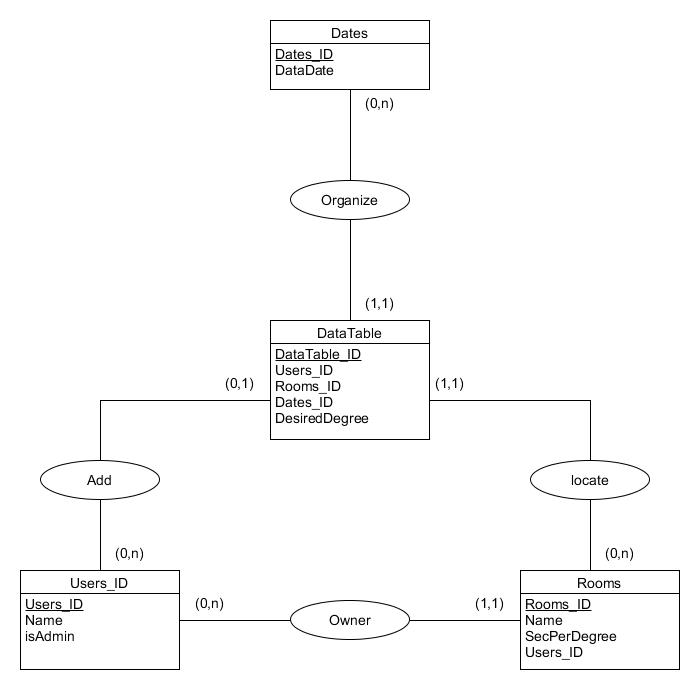 Dates
Dates_ID
DataDate
(0,n)
Organize
(1,1)
DataTable
DataTable_ID
Users_ID
Rooms_ID
Dates_ID
DesiredDegree
(0,1)
(1,1)
Add
locate
(0,n)
(0,n)
Users_ID
Users_ID
Name
isAdmin
(0,n)
Owner
(1,1)
Rooms
Rooms_ID
Name
SecPerDegree
Users_ID